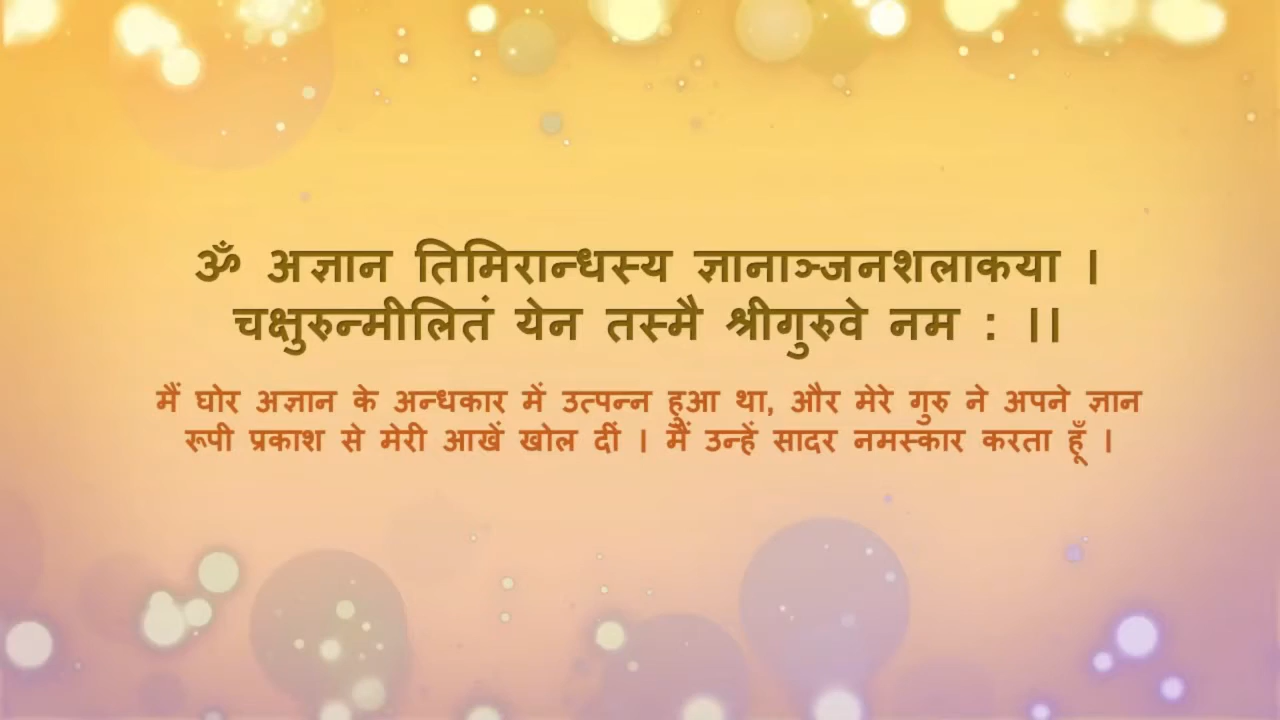 ॐ अज्ञान तिमिरान्धस्य ज्ञानाञ्जनशलाकया ।
चक्षुरुन्मीलितं येन तस्मै श्रीगुरुवे नम : ।।
मैं घोर अज्ञान के अन्धकार में उत्पन्न हुआ था, और मेरे गुरु ने अपने ज्ञान
रूपी प्रकाश से मेरी आखें खोल दीं । मैं उन्हें सादर नमस्कार करता हूँ ।